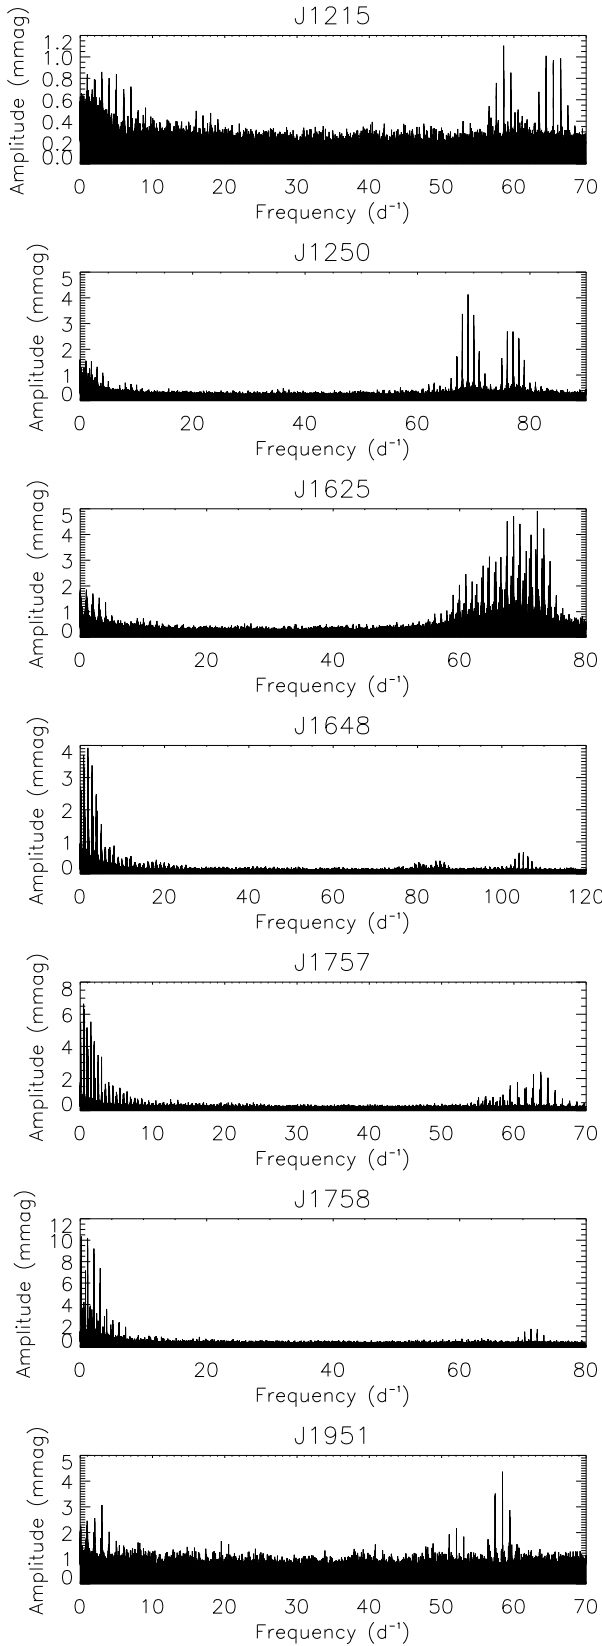 J1215
Amplitude (mmag)
1.2
1.0
0.8
0.6
0.4
0.2
0.0
0 10 20 30 40 50 60 70
Frequency (d⁻¹)
J1250
Amplitude (mmag)
5
4
3
2
1
0
0 20 40 60 80
Frequency (d⁻¹)
J1625
Amplitude (mmag)
5
4
3
2
1
0
0 20 40 60 80
Frequency (d⁻¹)
J1648
Amplitude (mmag)
4
3
2
1
0
0 20 40 60 80 100 120
Frequency (d⁻¹)
J1757
Amplitude (mmag)
8
6
4
2
0
0 10 20 30 40 50 60 70
Frequency (d⁻¹)
J1758
Amplitude (mmag)
12
10
8
6
4
2
0
0 20 40 60 80
Frequency (d⁻¹)
J1951
Amplitude (mmag)
5
4
3
2
1
0
0 10 20 30 40 50 60 70
Frequency (d⁻¹)